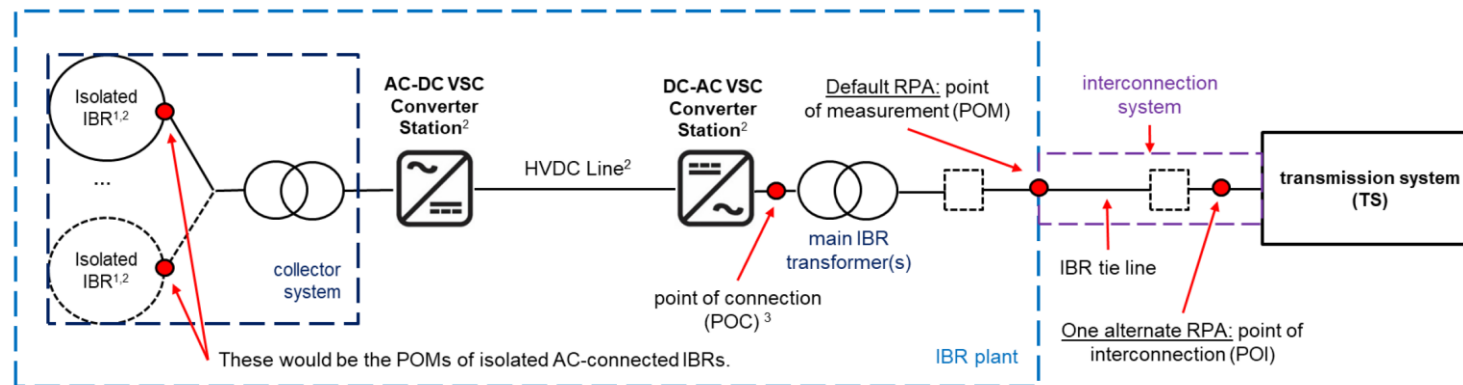 Isolated
IBR1,2
...
Isolated
IBR1,2
collector
system
These would be the POMs of isolated AC-connected IBRs.
AC-DC VSC
Converter
Station2
HVDC Line2
DC-AC VSC
Converter
Station2
point of connection
(POC) 3
main IBR
transformer(s)
Default RPA: point
of measurement (POM)
IBR plant
interconnection
system
IBR tie line
One alternate RPA: point of
interconnection (POI)
transmission system
(TS)